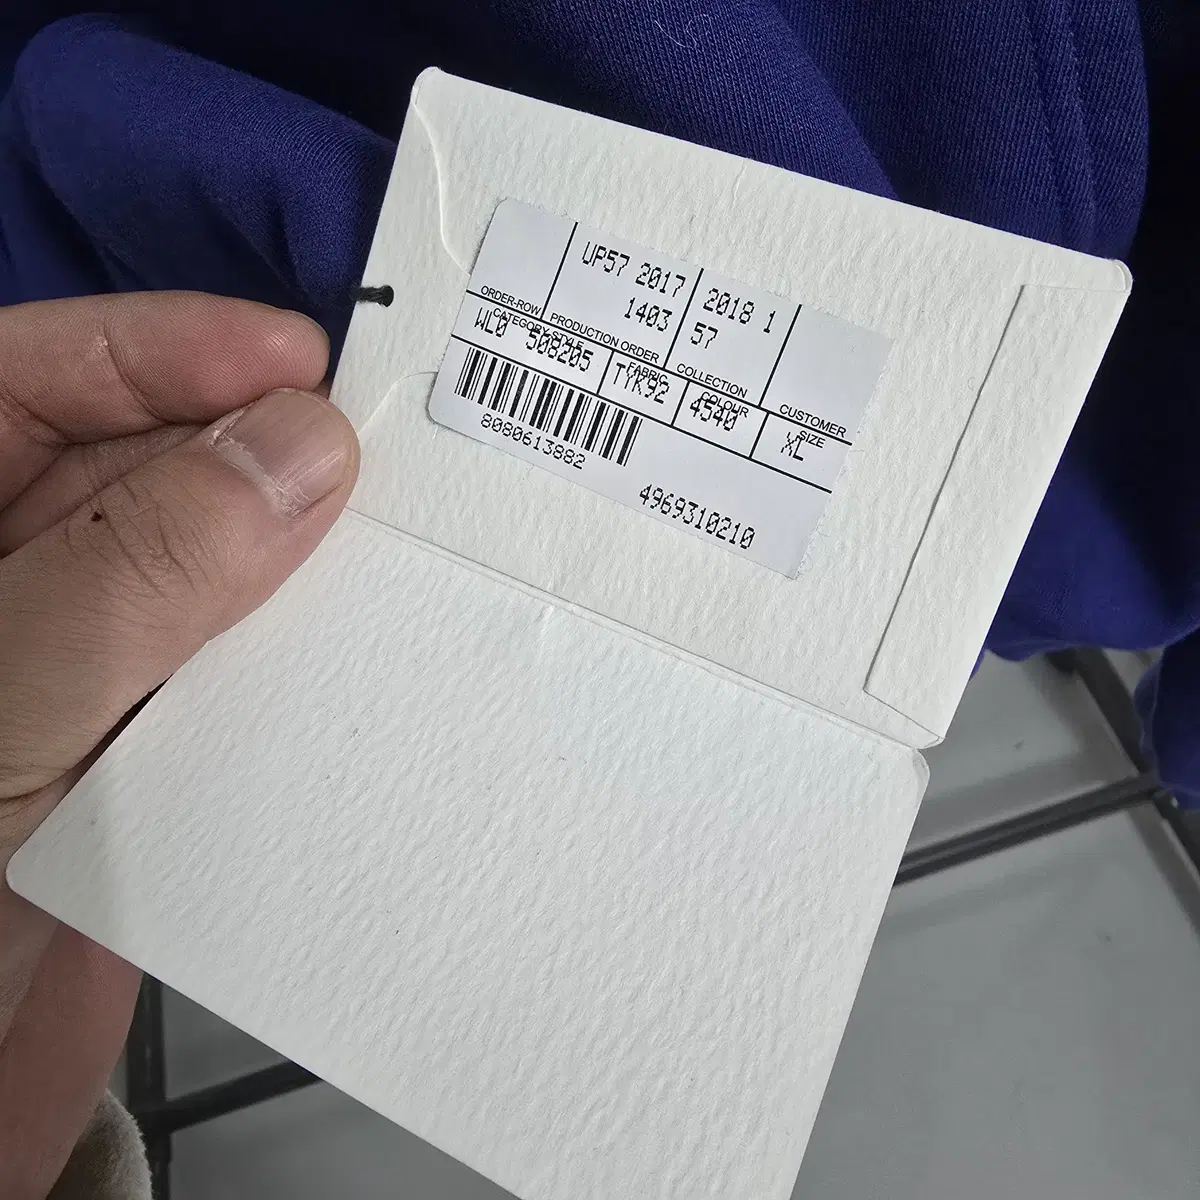 UP57 2017 2018 1
1403 57
ORDER-ROW PRODUCTION ORDER COLLECTION CUSTOMER
WL0 508205 TYK92 4540 XL
CATEGORY-STYLE FABRIC COLOUR SIZE
8080613882
4969310210